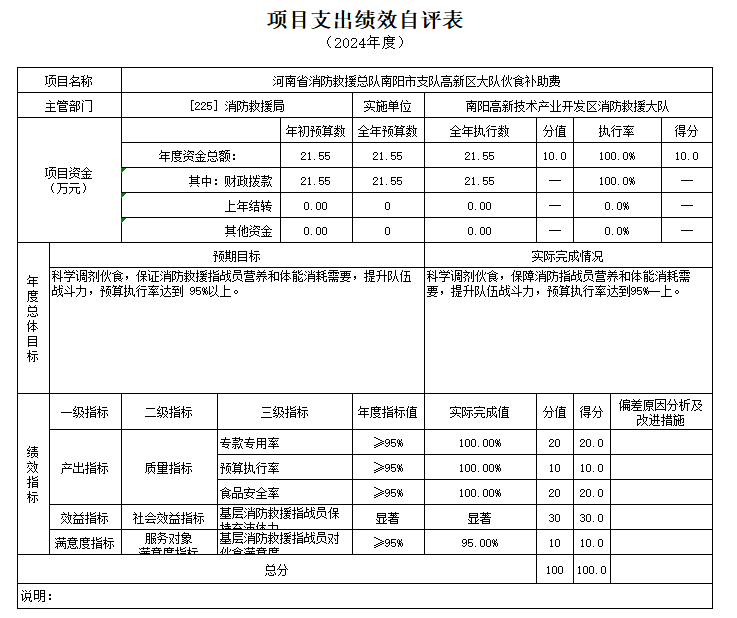 项目支出绩效自评表
（2024年度）
项目名称 河南省消防救援总队南阳市支队高新区大队伙食补助费
主管部门 [225] 消防救援局 实施单位 南阳高新技术产业开发区消防救援大队
项目资金
（万元）
年初预算数 全年预算数 全年执行数 分值 执行率 得分
年度资金总额： 21.55 21.55 21.55 10.0 100.0% 10.0
其中：财政拨款 21.55 21.55 21.55 — 100.0% —
上年结转 0.00 0 0.00 — 0.0% —
其他资金 0.00 0 0.00 — 0.0% —
年度总体目标
预期目标 实际完成情况
科学调剂伙食，保证消防救援指战员营养和体能消耗需要，提升队伍
战斗力，预算执行率达到 95%以上。
科学调剂伙食，保障消防指战员营养和体能消耗需
要，提升队伍战斗力，预算执行率达到95%一上。
绩效指标
一级指标 二级指标 三级指标 年度指标值 实际完成值 分值 得分 偏差原因分析及
改进措施
产出指标 质量指标 专款专用率 ≥95% 100.00% 20 20.0
预算执行率 ≥95% 100.00% 10 10.0
食品安全率 ≥95% 100.00% 20 20.0
效益指标 社会效益指标 基层消防救援指战员保
持充沛体力 显著 显著 30 30.0
满意度指标 服务对象
满意度指标 基层消防救援指战员对
伙食满意度 ≥95% 95.00% 10 10.0
总分 100 100.0
说明：